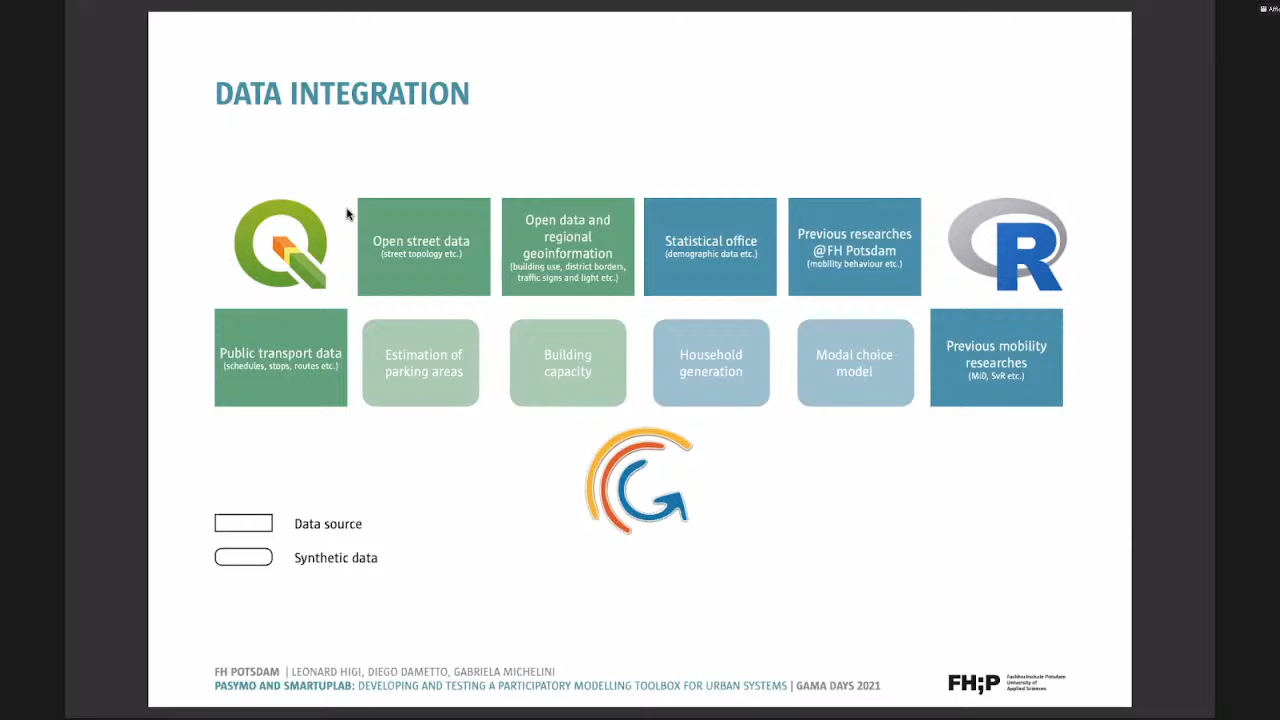 DATA INTEGRATION
Open street data
(street topology etc.)
Open data and
regional
geoinformation
(building use, district borders,
traffic signs and light etc.)
Statistical office
(demographic data etc.)
Previous researches
@FH Potsdam
(mobility behaviour etc.)
R
Public transport data
(schedules, stops, routes etc.)
Estimation of
parking areas
Building
capacity
Household
generation
Modal choice
model
Previous mobility
researches
(MiD, SvR etc.)
Data source
Synthetic data
FH POTSDAM | LEONARD HIGI, DIEGO DAMETTO, GABRIELA MICHELINI
PASYMO AND SMARTUPLAB: DEVELOPING AND TESTING A PARTICIPATORY MODELLING TOOLBOX FOR URBAN SYSTEMS | GAMA DAYS 2021
FH;P
Fachhochschule Potsdam
University of
Applied Sciences